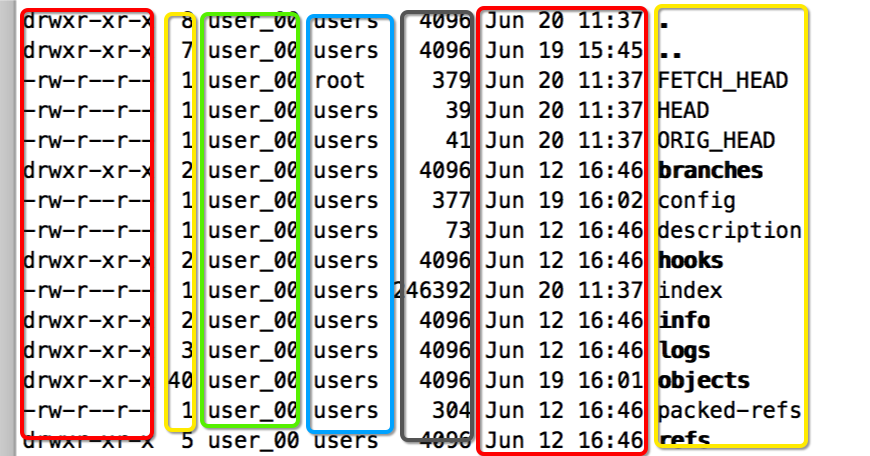 drwxr-xr-x 8 user_00 users 4096 Jun 20 11:37 .
drwxr-xr-x 7 user_00 users 4096 Jun 19 15:45 ..
-rw-r--r-- 1 user_00 root 379 Jun 20 11:37 FETCH_HEAD
-rw-r--r-- 1 user_00 users 39 Jun 20 11:37 HEAD
-rw-r--r-- 1 user_00 users 41 Jun 20 11:37 ORIG_HEAD
drwxr-xr-x 2 user_00 users 4096 Jun 12 16:46 branches
-rw-r--r-- 1 user_00 users 377 Jun 19 16:02 config
-rw-r--r-- 1 user_00 users 73 Jun 12 16:46 description
drwxr-xr-x 2 user_00 users 4096 Jun 12 16:46 hooks
-rw-r--r-- 1 user_00 users 246392 Jun 20 11:37 index
drwxr-xr-x 2 user_00 users 4096 Jun 12 16:46 info
drwxr-xr-x 3 user_00 users 4096 Jun 12 16:46 logs
drwxr-xr-x 40 user_00 users 4096 Jun 19 16:01 objects
-rw-r--r-- 1 user_00 users 304 Jun 12 16:46 packed-refs
drwxr-xr-x 5 user_00 users 4096 Jun 12 16:46 refs